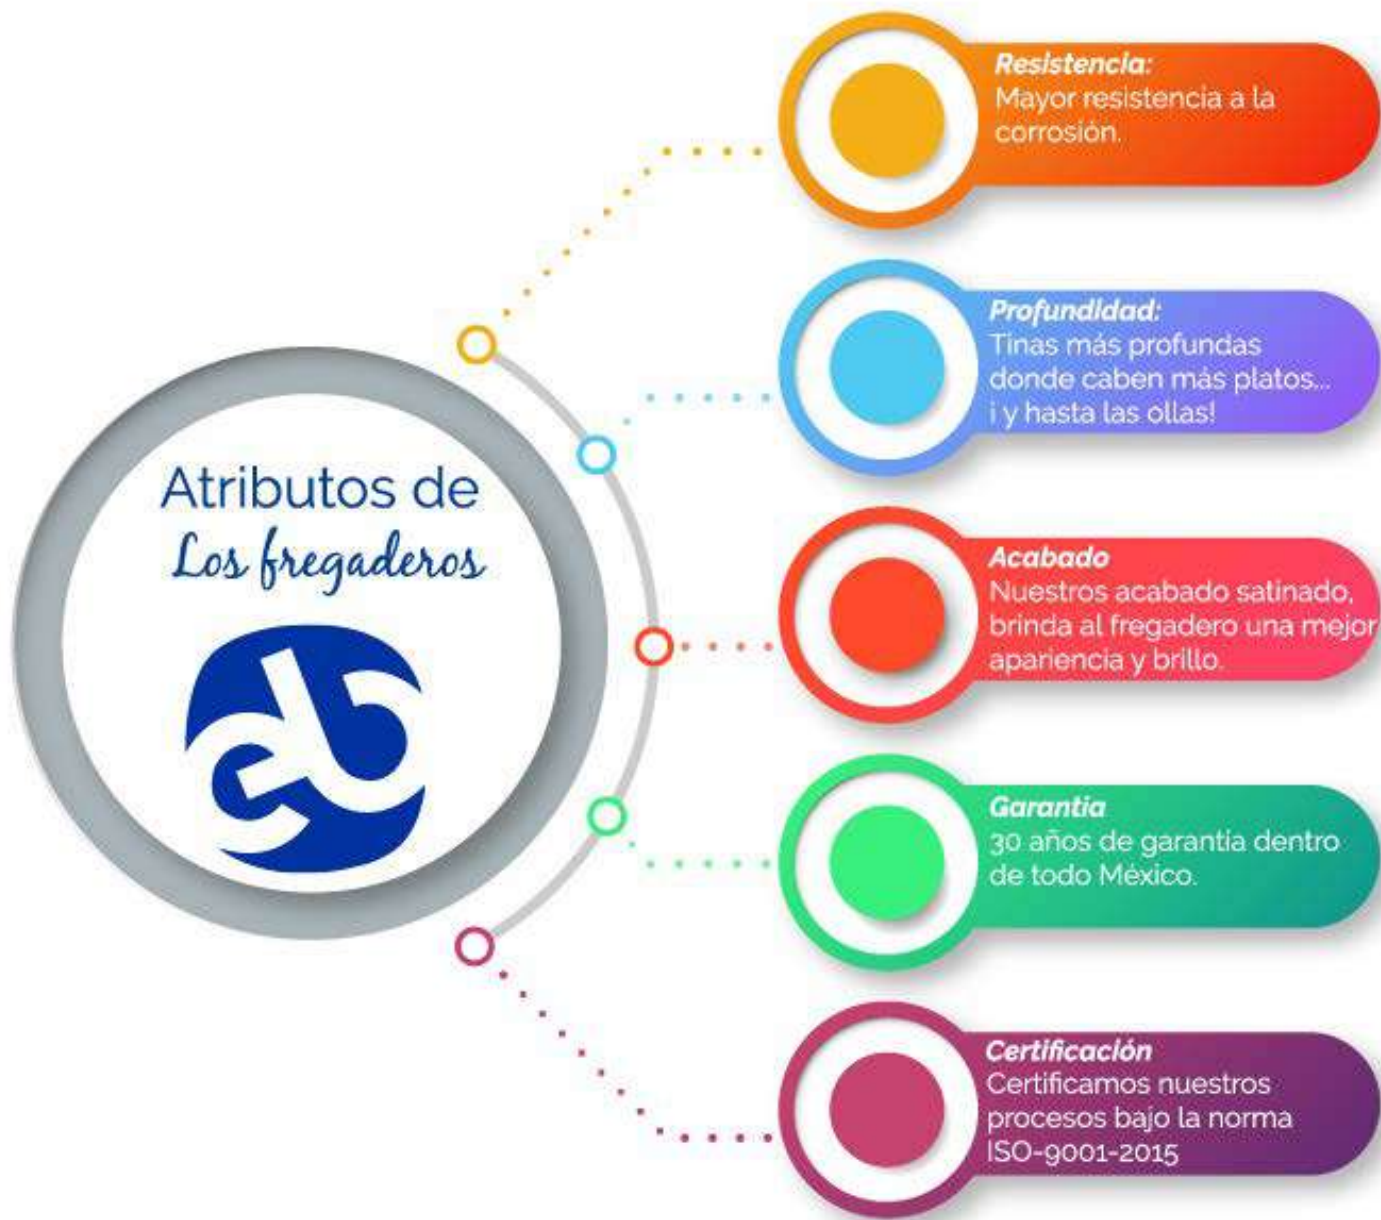 Atributos de
Los fregaderos
Resistencia:
Mayor resistencia a la
corrosión.
Profundidad:
Tinas más profundas
donde caben más platos...
¡ y hasta las ollas!
Acabado
Nuestros acabado satinado,
brinda al fregadero una mejor
apariencia y brillo.
Garantia
30 años de garantia dentro
de todo México.
Certificación
Certificamos nuestros
procesos bajo la norma
ISO-9001-2015